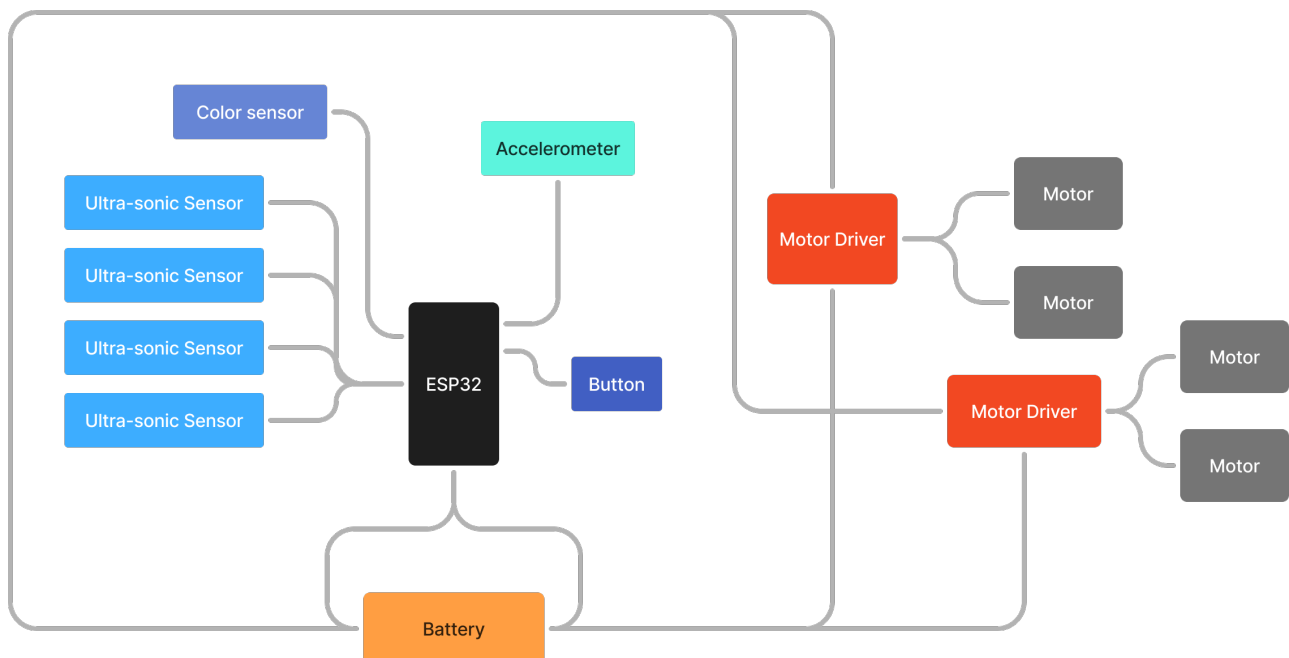 Color sensor
Accelerometer
Ultra-sonic Sensor
Ultra-sonic Sensor
Ultra-sonic Sensor
Ultra-sonic Sensor
ESP32
Button
Battery
Motor Driver
Motor
Motor
Motor Driver
Motor
Motor